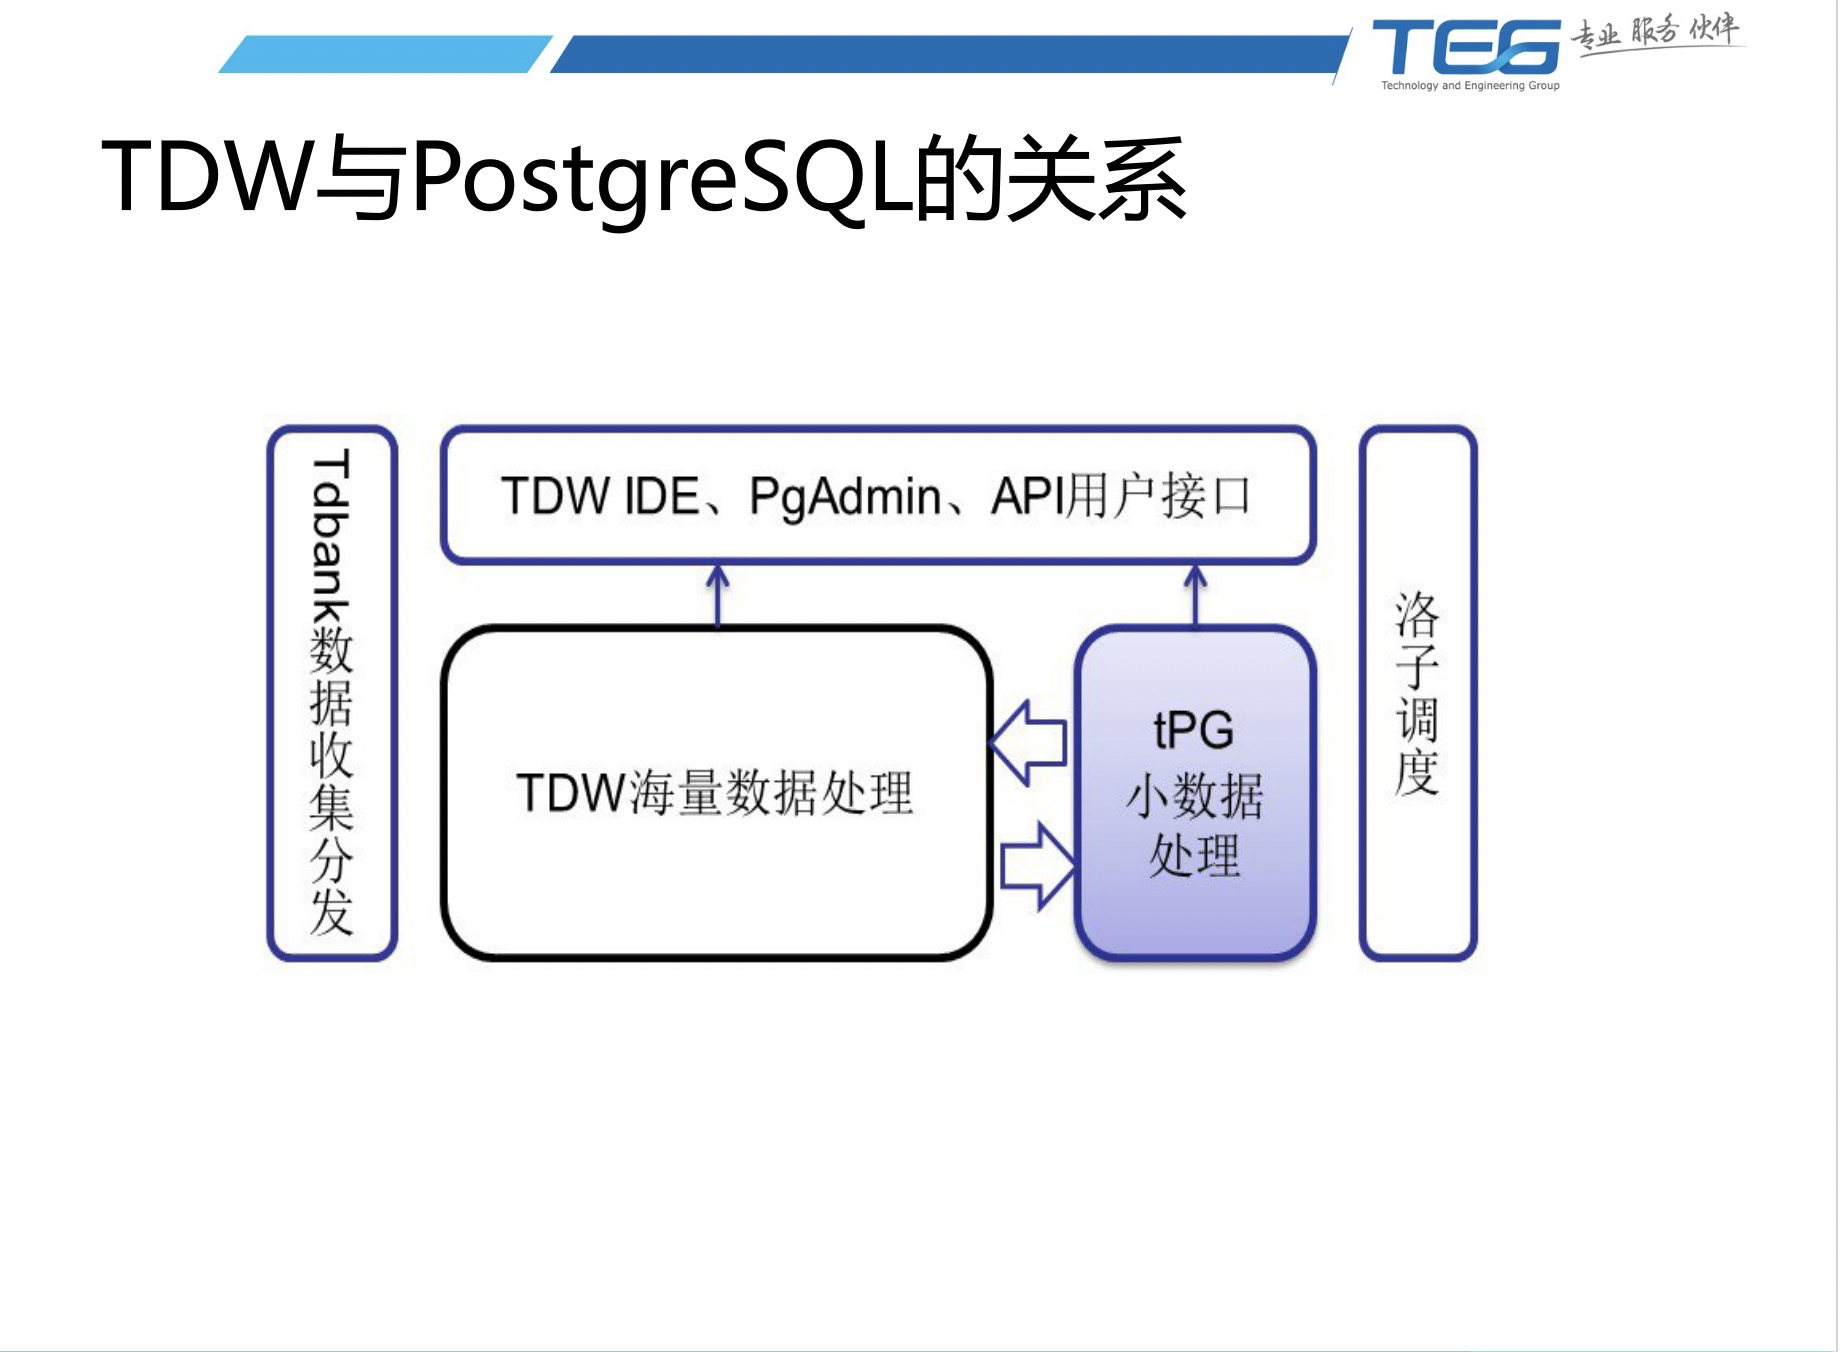 TEG 专业 服务 伙伴
Technology and Engineering Group
TDW与PostgreSQL的关系
Tdbank数据收集分发
TDW IDE、PgAdmin、API用户接口
TDW海量数据处理
tPG
小数据
处理
洛子调度